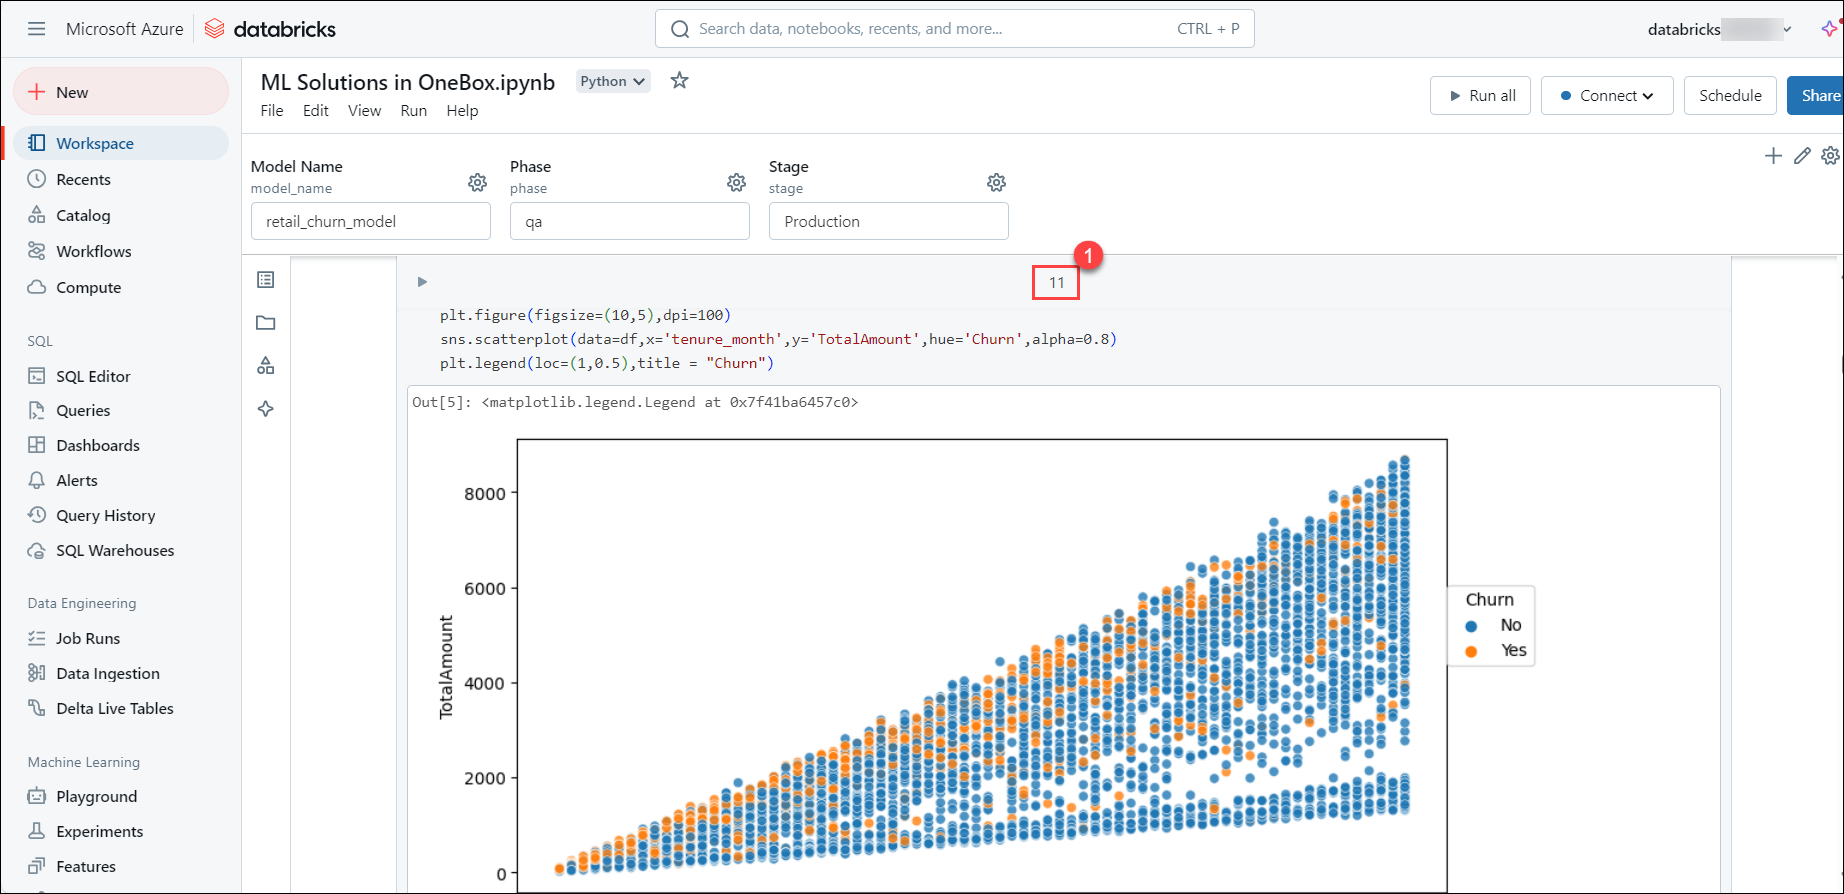 Microsoft Azure databricks Search data, notebooks, recents, and more... CTRL + P databricks
New
Workspace
Recents
Catalog
Workflows
Compute
SQL
SQL Editor
Queries
Dashboards
Alerts
Query History
SQL Warehouses
Data Engineering
Job Runs
Data Ingestion
Delta Live Tables
Machine Learning
Playground
Experiments
Features
ML Solutions in OneBox.ipynb Python
File Edit View Run Help
Run all Connect Schedule Share
Model Name Phase Stage
model_name phase stage
retail_churn_model qa Production
1
11
plt.figure(figsize=(10,5),dpi=100)
sns.scatterplot(data=df,x='tenure_month',y='TotalAmount',hue='Churn',alpha=0.8)
plt.legend(loc=(1,0.5),title = "Churn")
Out[5]: <matplotlib.legend.Legend at 0x7f41ba6457c0>
8000
6000
4000
2000
0
TotalAmount
Churn
No
Yes